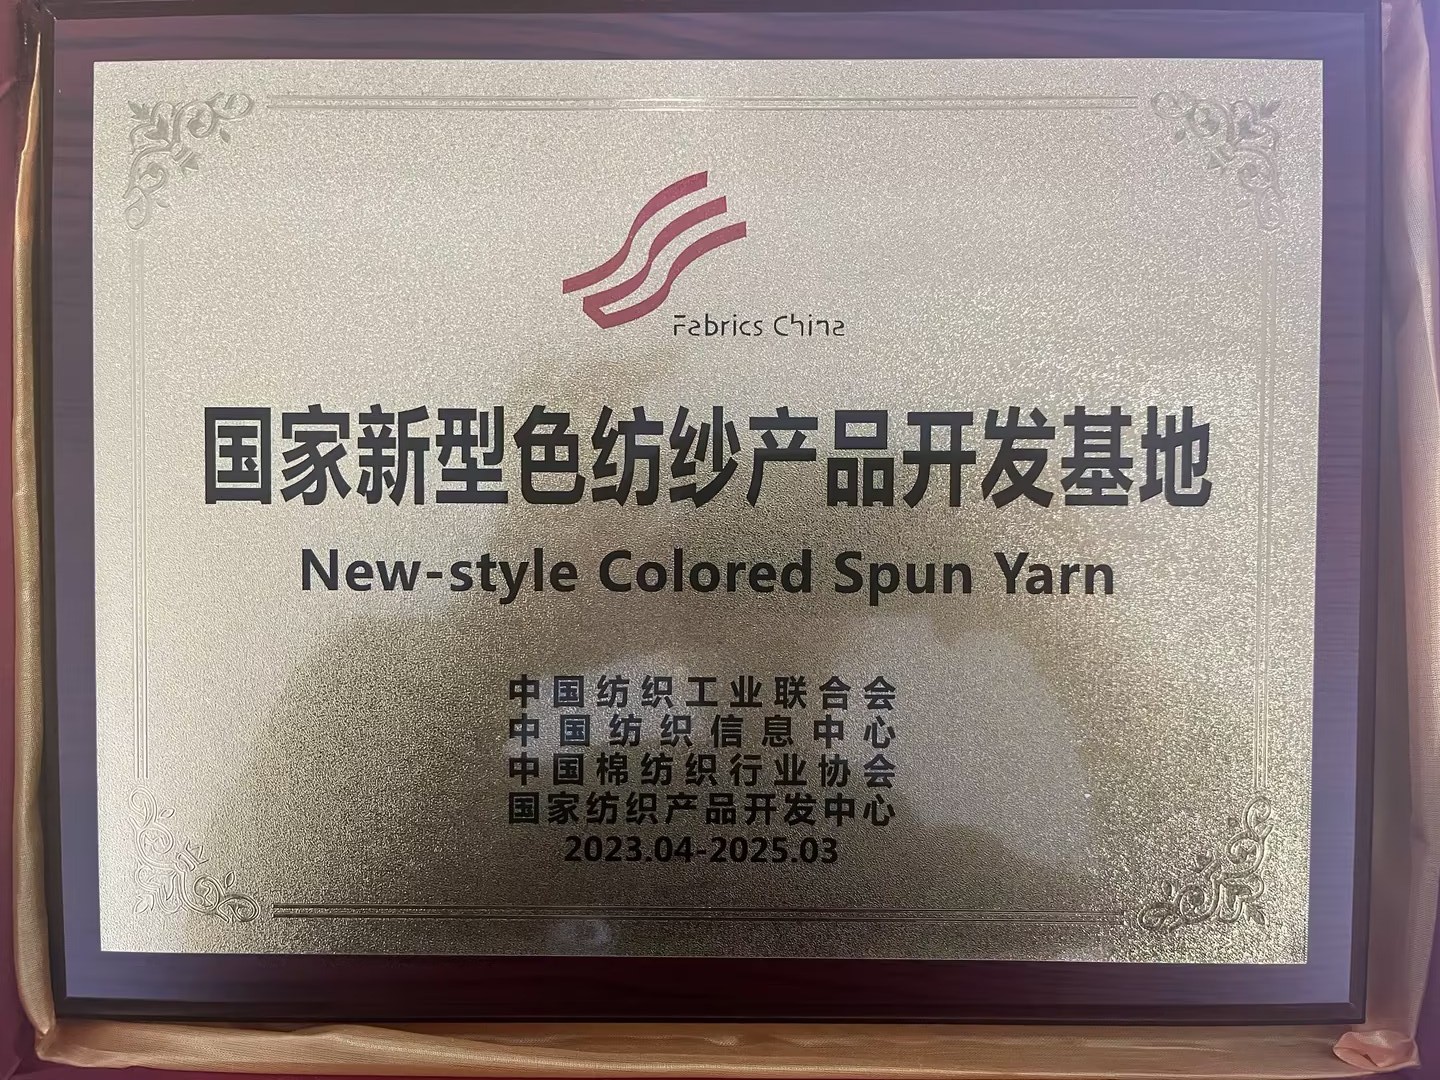 Fabrics China
国家新型色纺纱产品开发基地
New-style Colored Spun Yarn
中国纺织工业联合会
中国纺织信息中心
中国棉纺织行业协会
国家纺织产品开发中心
2023.04-2025.03